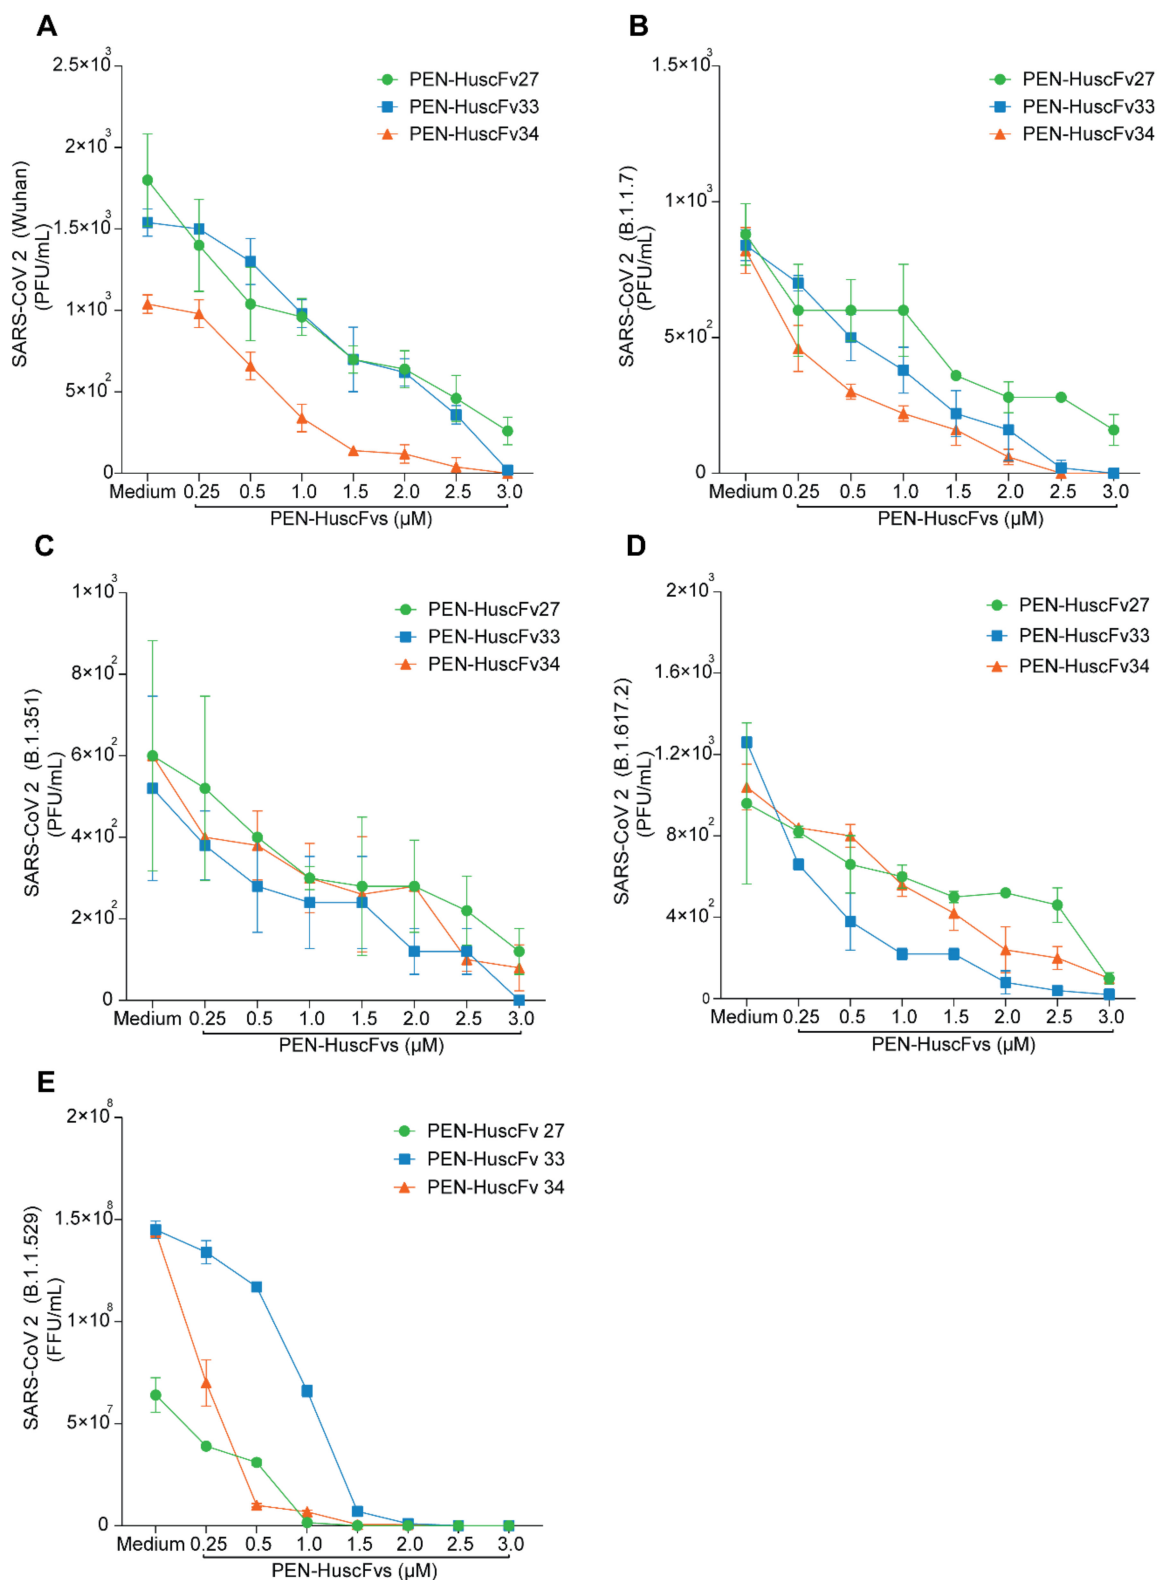 A
SARS-CoV 2 (Wuhan)
(PFU/mL)
2.5×10³
2×10³
1.5×10³
1×10³
5×10²
0
PEN-HuscFv27
PEN-HuscFv33
PEN-HuscFv34
Medium 0.25 0.5 1.0 1.5 2.0 2.5 3.0
PEN-HuscFvs (µM)
B
SARS-CoV 2 (B.1.1.7)
(PFU/mL)
1.5×10³
1×10³
5×10²
0
PEN-HuscFv27
PEN-HuscFv33
PEN-HuscFv34
Medium 0.25 0.5 1.0 1.5 2.0 2.5 3.0
PEN-HuscFvs (µM)
C
SARS-CoV 2 (B.1.351)
(PFU/mL)
1×10³
8×10²
6×10²
4×10²
2×10²
0
PEN-HuscFv27
PEN-HuscFv33
PEN-HuscFv34
Medium 0.25 0.5 1.0 1.5 2.0 2.5 3.0
PEN-HuscFvs (µM)
D
SARS-CoV 2 (B.1.617.2)
(PFU/mL)
2×10³
1.6×10³
1.2×10³
8×10²
4×10²
0
PEN-HuscFv27
PEN-HuscFv33
PEN-HuscFv34
Medium 0.25 0.5 1.0 1.5 2.0 2.5 3.0
PEN-HuscFvs (µM)
E
SARS-CoV 2 (B.1.1.529)
(FFU/mL)
2×10⁸
1.5×10⁸
1×10⁸
5×10⁷
0
PEN-HuscFv 27
PEN-HuscFv 33
PEN-HuscFv 34
Medium 0.25 0.5 1.0 1.5 2.0 2.5 3.0
PEN-HuscFvs (µM)